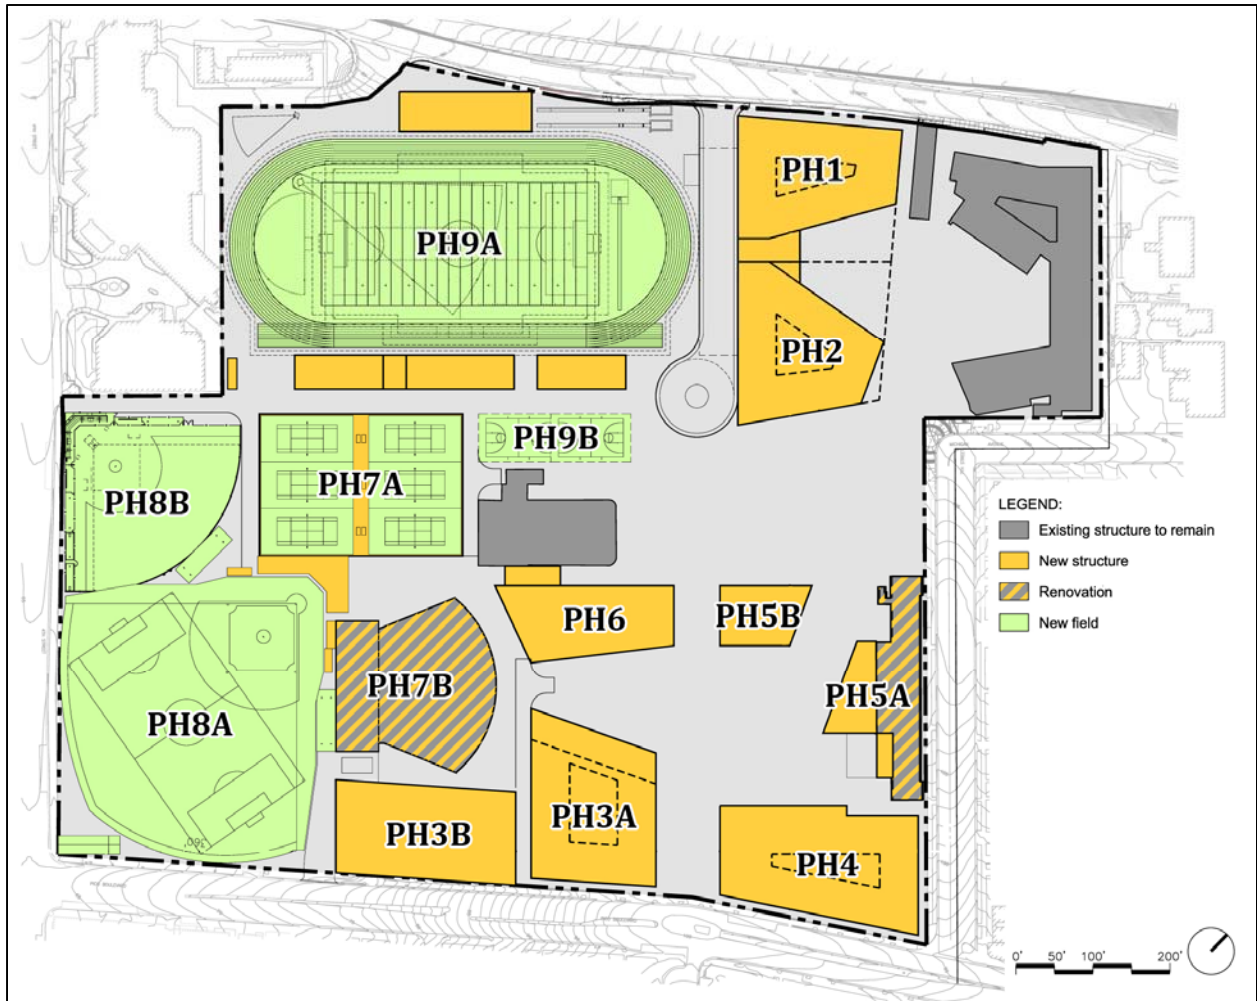 PH1
PH9A
PH2
PH9B
PH7A
PH8B
LEGEND:
Existing structure to remain
New structure
Renovation
New field
PH6
PH5B
PH7B
PH5A
PH8A
PH3A
PH3B
PH4
0' 50' 100' 200'